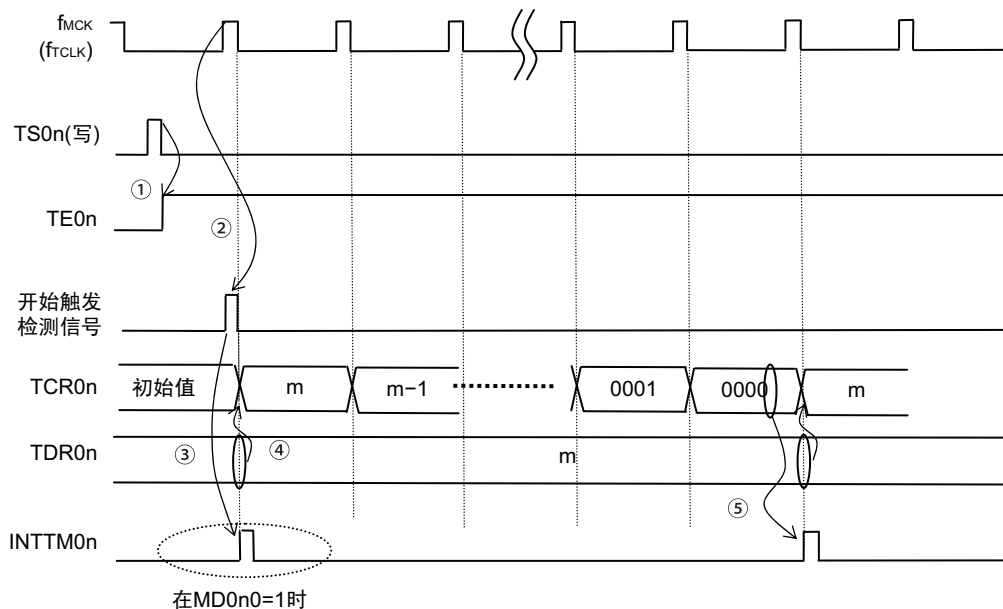 fMCK
(fTCLK)
TS0n(写)
①
TE0n
②
开始触发
检测信号
TCR0n
初始值
m
m−1
0001
0000
m
TDR0n
③
④
m
⑤
INTTM0n
在MD0n0=1时